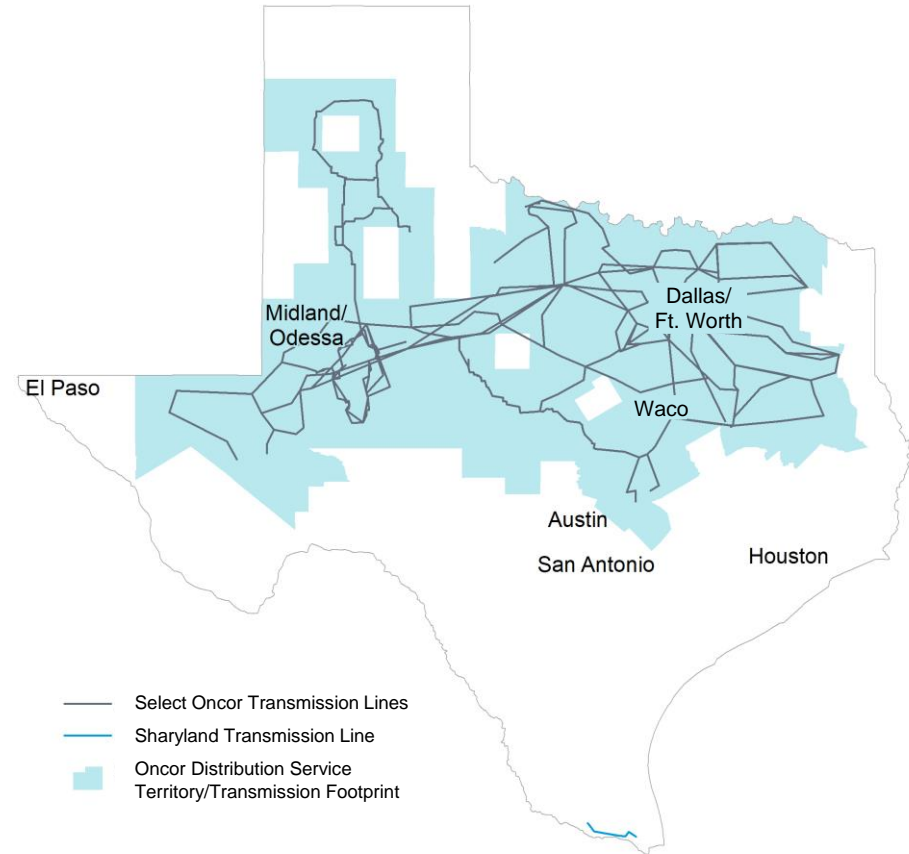 Midland/
Odessa
Dallas/
Ft. Worth
El Paso
Waco
Austin
San Antonio
Houston
Select Oncor Transmission Lines
Sharyland Transmission Line
Oncor Distribution Service
Territory/Transmission Footprint